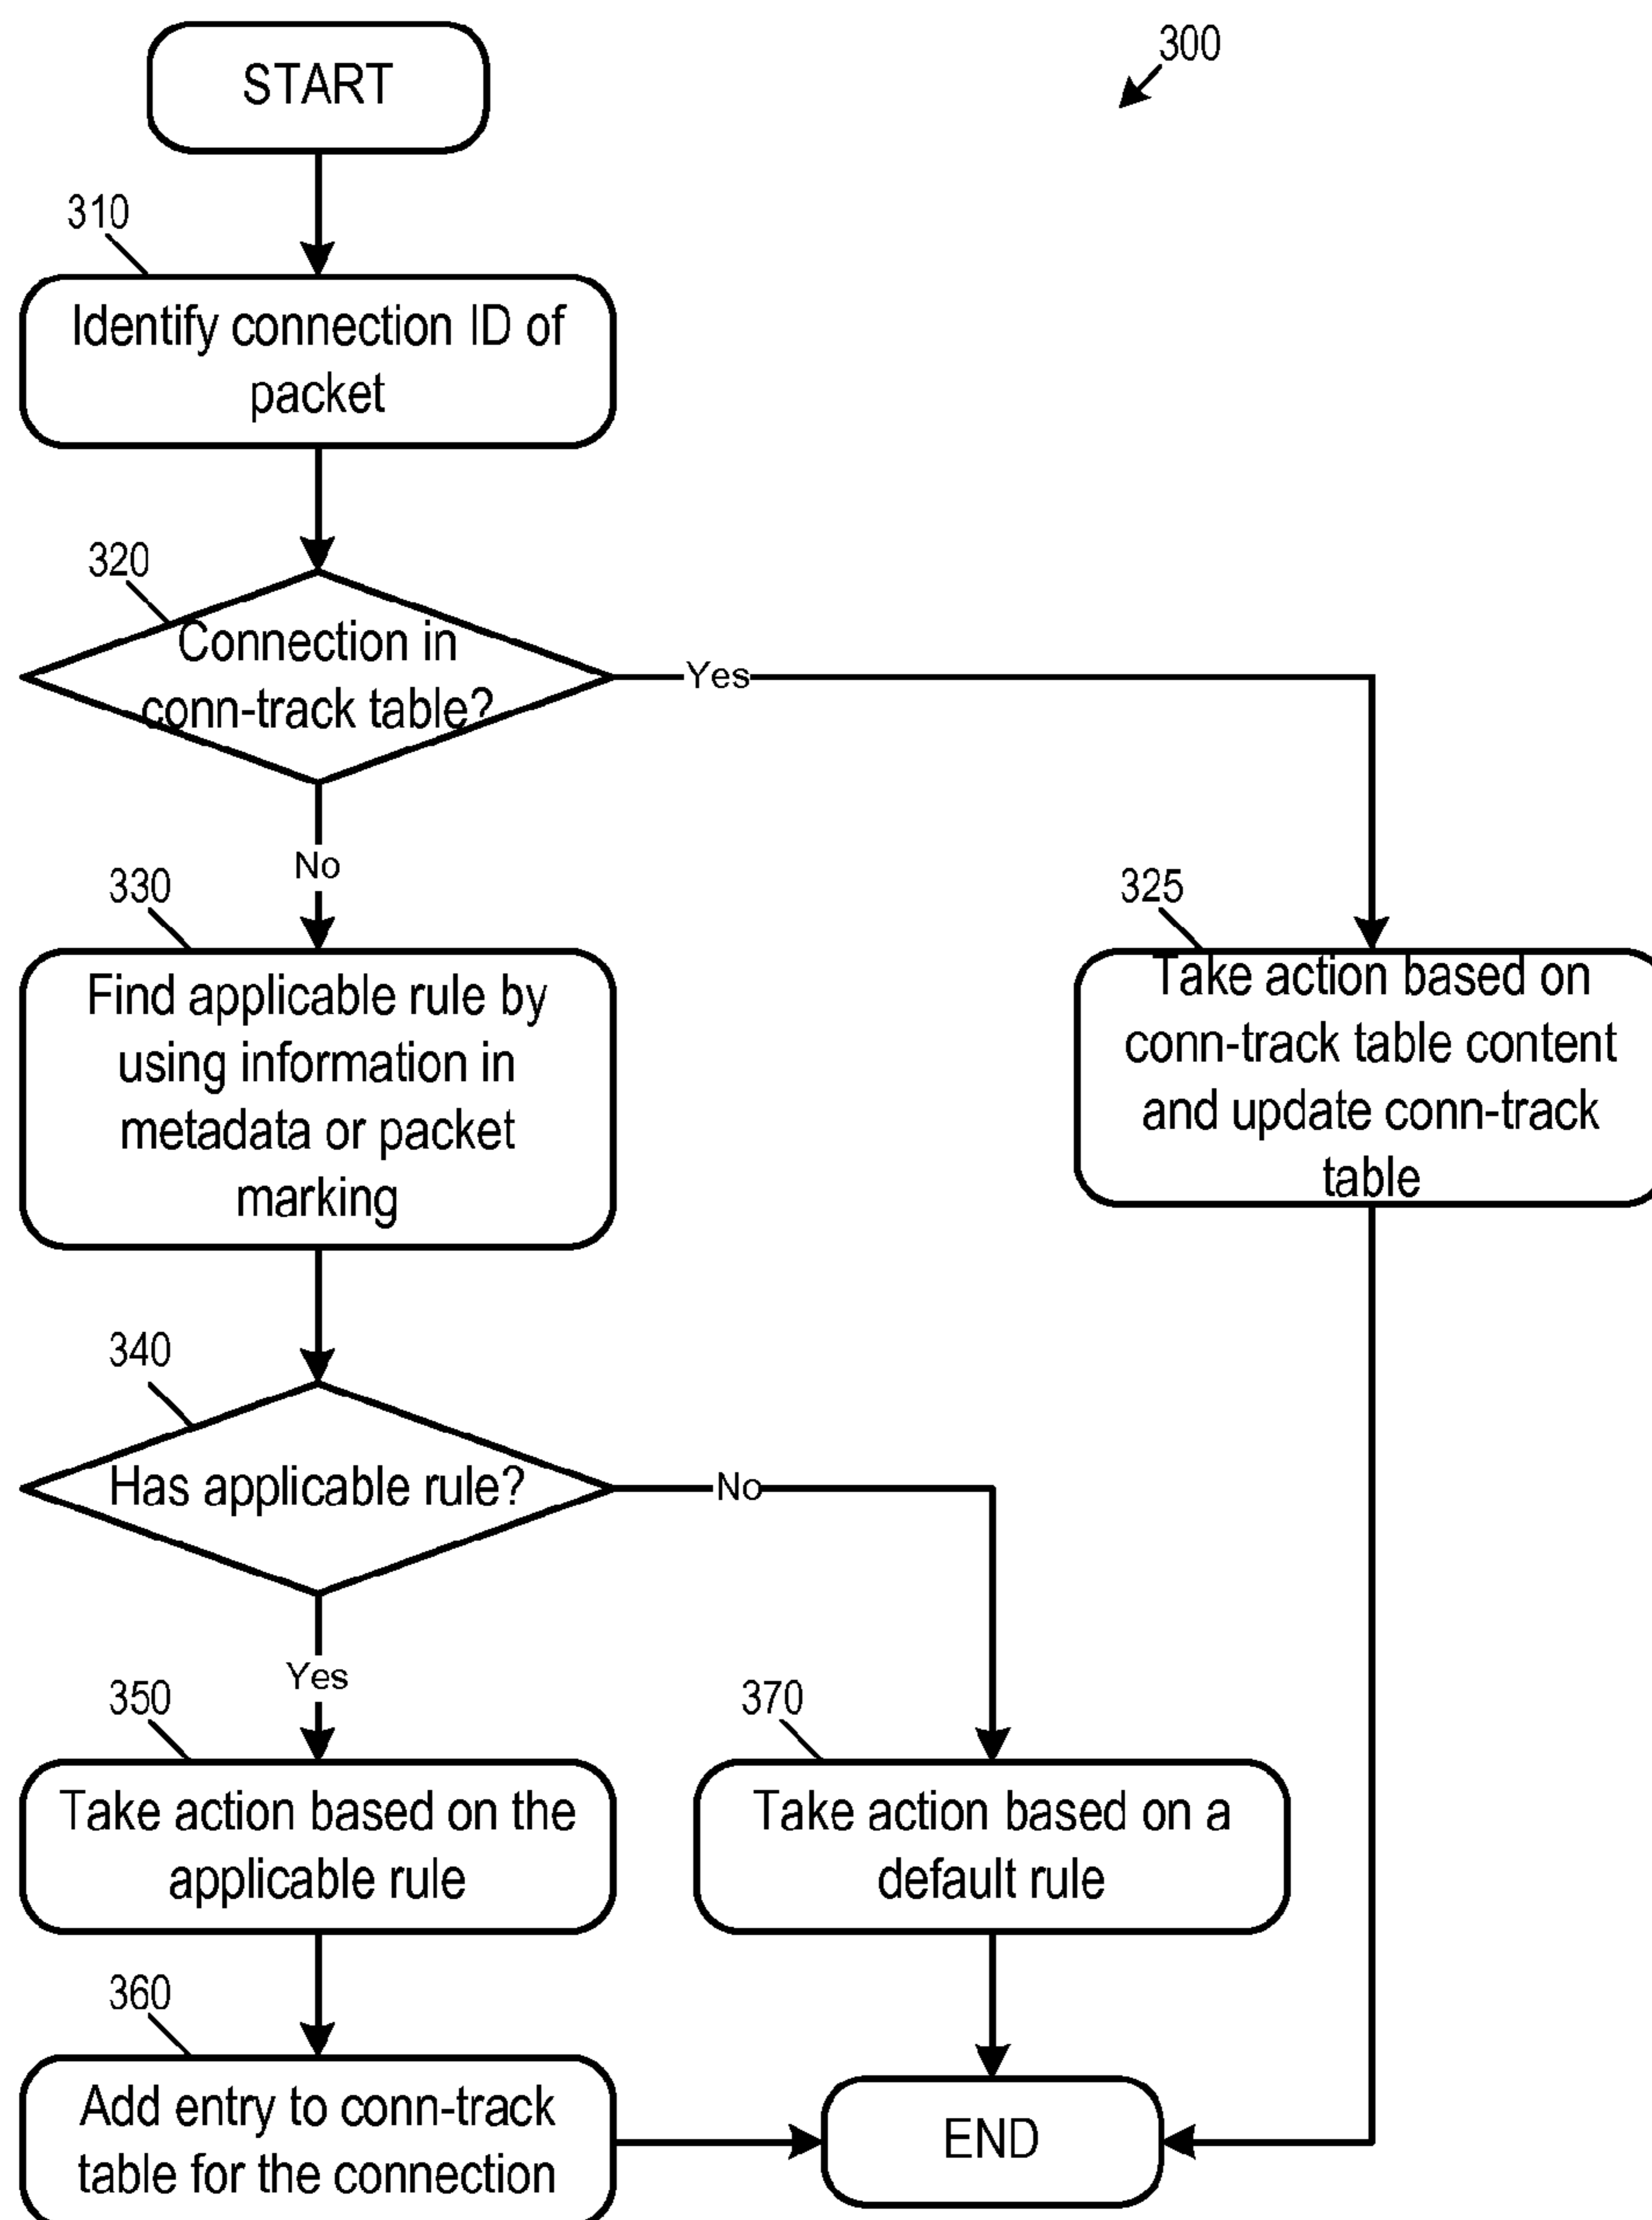 START
300
310
Identify connection ID of
packet
320
Connection in
conn-track table?
Yes
No
330
Find applicable rule by
using information in
metadata or packet
marking
325
Take action based on
conn-track table content
and update conn-track
table
340
Has applicable rule?
No
Yes
350
Take action based on the
applicable rule
370
Take action based on a
default rule
360
Add entry to conn-track
table for the connection
END